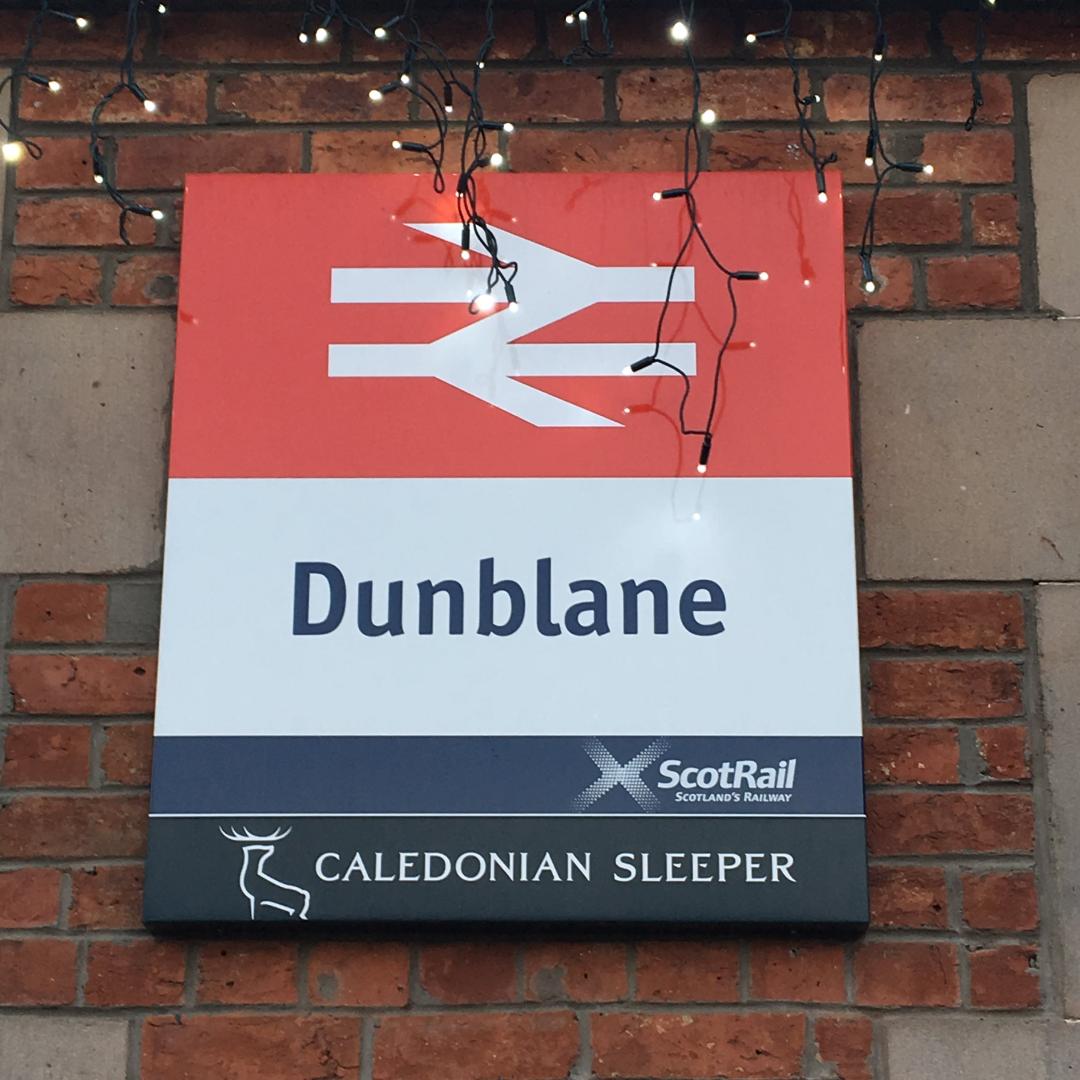 Dunblane
ScotRail
SCOTLAND'S RAILWAY
CALEDONIAN SLEEPER